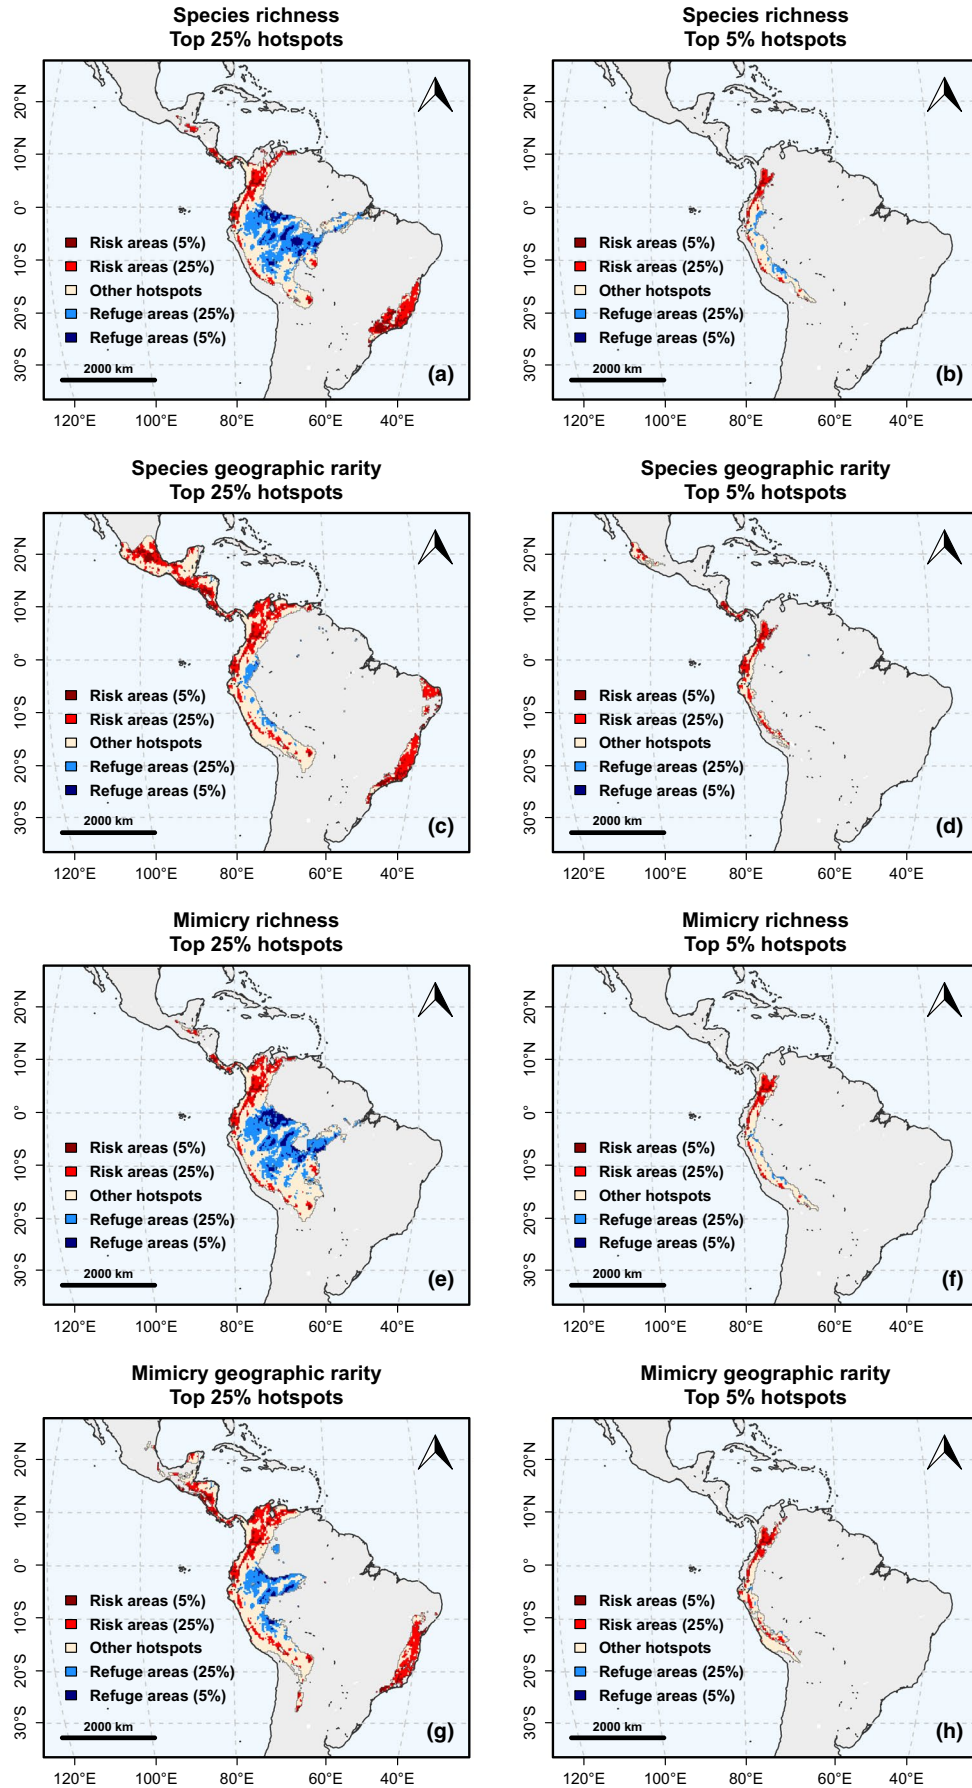 Species richness
Top 25% hotspots
20°N
10°N
0°
10°S
20°S
30°S
Risk areas (5%)
Risk areas (25%)
Other hotspots
Refuge areas (25%)
Refuge areas (5%)
2000 km
(a)
120°E 100°E 80°E 60°E 40°E
Species richness
Top 5% hotspots
20°N
10°N
0°
10°S
20°S
30°S
Risk areas (5%)
Risk areas (25%)
Other hotspots
Refuge areas (25%)
Refuge areas (5%)
2000 km
(b)
120°E 100°E 80°E 60°E 40°E
Species geographic rarity
Top 25% hotspots
20°N
10°N
0°
10°S
20°S
30°S
Risk areas (5%)
Risk areas (25%)
Other hotspots
Refuge areas (25%)
Refuge areas (5%)
2000 km
(c)
120°E 100°E 80°E 60°E 40°E
Species geographic rarity
Top 5% hotspots
20°N
10°N
0°
10°S
20°S
30°S
Risk areas (5%)
Risk areas (25%)
Other hotspots
Refuge areas (25%)
Refuge areas (5%)
2000 km
(d)
120°E 100°E 80°E 60°E 40°E
Mimicry richness
Top 25% hotspots
20°N
10°N
0°
10°S
20°S
30°S
Risk areas (5%)
Risk areas (25%)
Other hotspots
Refuge areas (25%)
Refuge areas (5%)
2000 km
(e)
120°E 100°E 80°E 60°E 40°E
Mimicry richness
Top 5% hotspots
20°N
10°N
0°
10°S
20°S
30°S
Risk areas (5%)
Risk areas (25%)
Other hotspots
Refuge areas (25%)
Refuge areas (5%)
2000 km
(f)
120°E 100°E 80°E 60°E 40°E
Mimicry geographic rarity
Top 25% hotspots
20°N
10°N
0°
10°S
20°S
30°S
Risk areas (5%)
Risk areas (25%)
Other hotspots
Refuge areas (25%)
Refuge areas (5%)
2000 km
(g)
120°E 100°E 80°E 60°E 40°E
Mimicry geographic rarity
Top 5% hotspots
20°N
10°N
0°
10°S
20°S
30°S
Risk areas (5%)
Risk areas (25%)
Other hotspots
Refuge areas (25%)
Refuge areas (5%)
2000 km
(h)
120°E 100°E 80°E 60°E 40°E